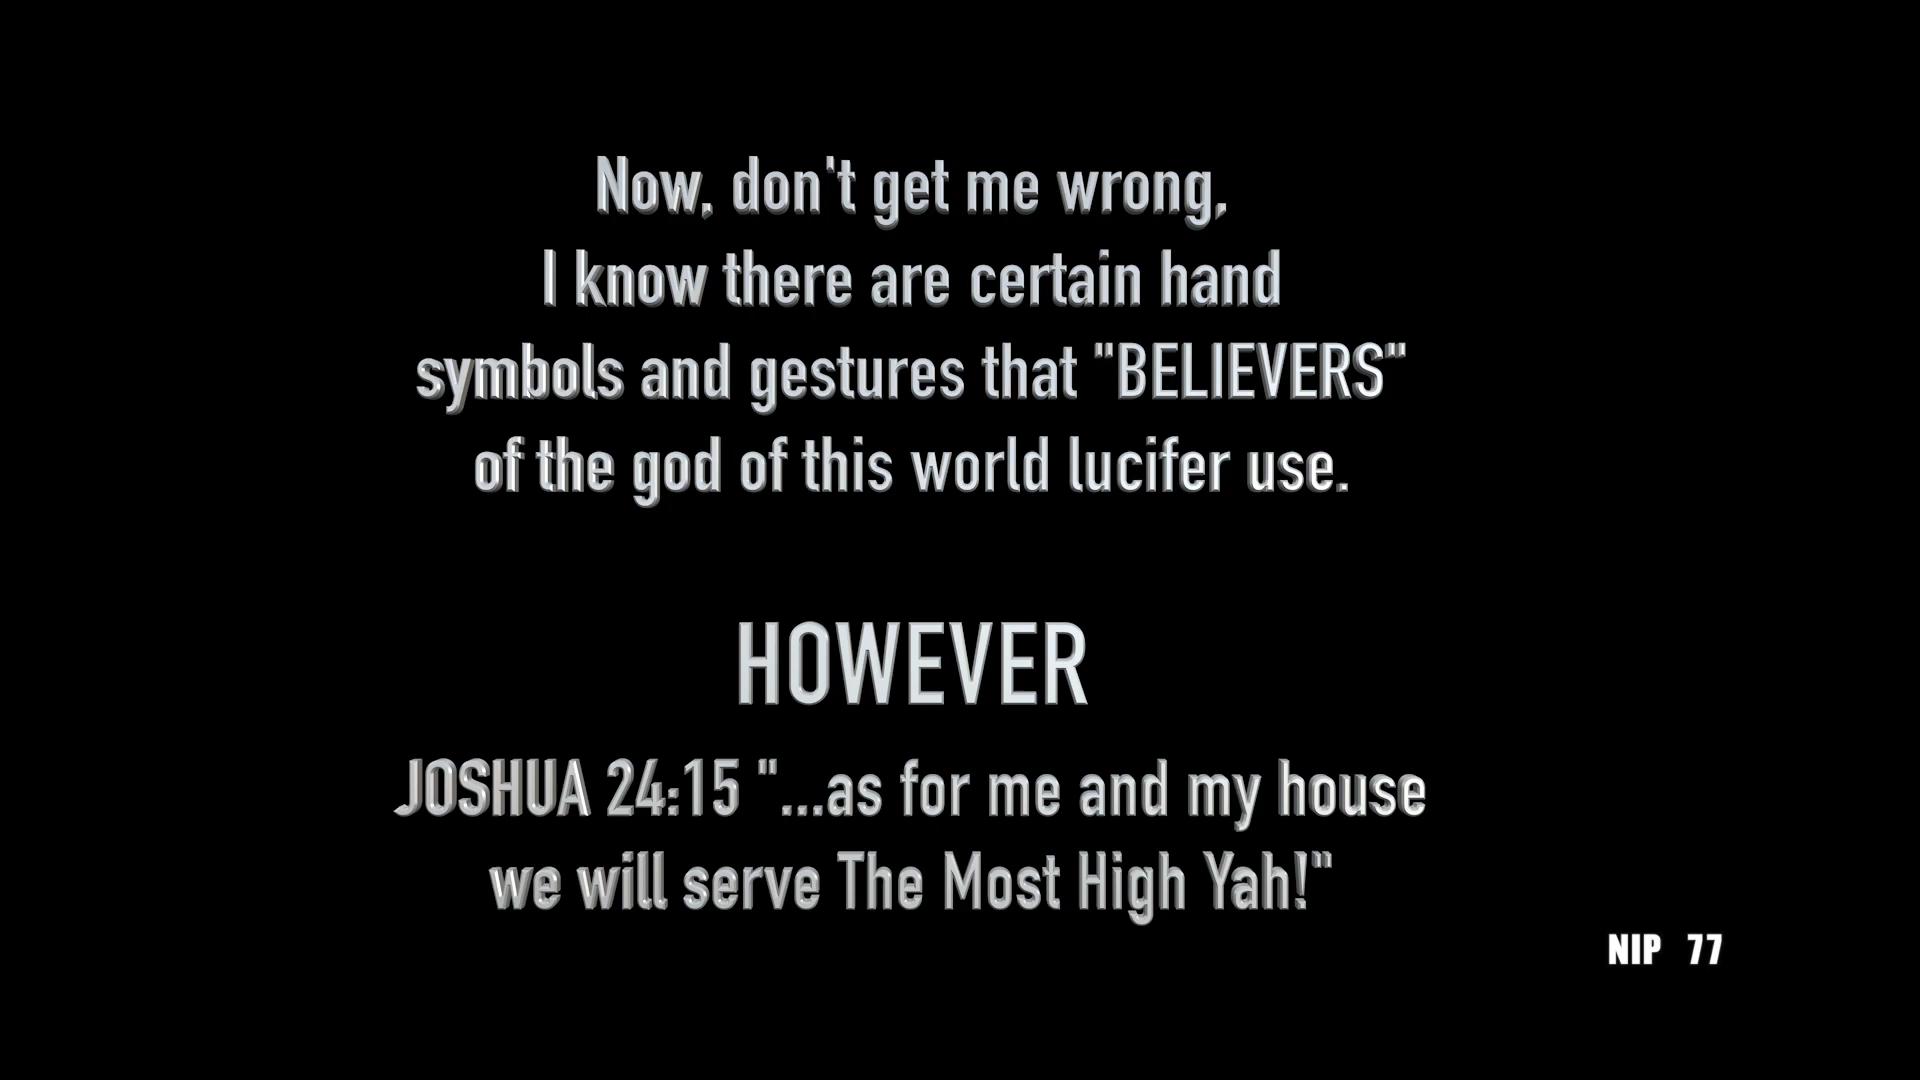 Now, don't get me wrong,
I know there are certain hand
symbols and gestures that "BELIEVERS"
of the god of this world lucifer use.
HOWEVER
JOSHUA 24:15 "...as for me and my house
we will serve The Most High Yah!"
NIP 77